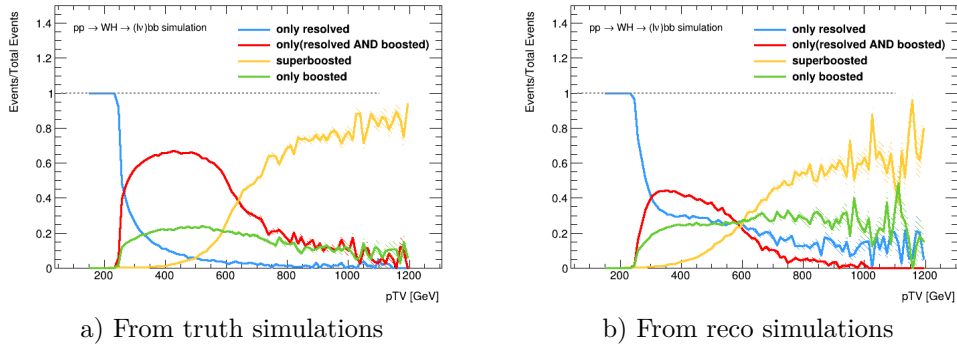 pp → WH → (lν)bb simulation
only resolved
only(resolved AND boosted)
superboosted
only boosted
Events/Total Events
1.4
1.2
1
0.8
0.6
0.4
0.2
0
200 400 600 800 1000 1200
pTV [GeV]
a) From truth simulations
pp → WH → (lν)bb simulation
only resolved
only(resolved AND boosted)
superboosted
only boosted
Events/Total Events
1.4
1.2
1
0.8
0.6
0.4
0.2
0
200 400 600 800 1000 1200
pTV [GeV]
b) From reco simulations